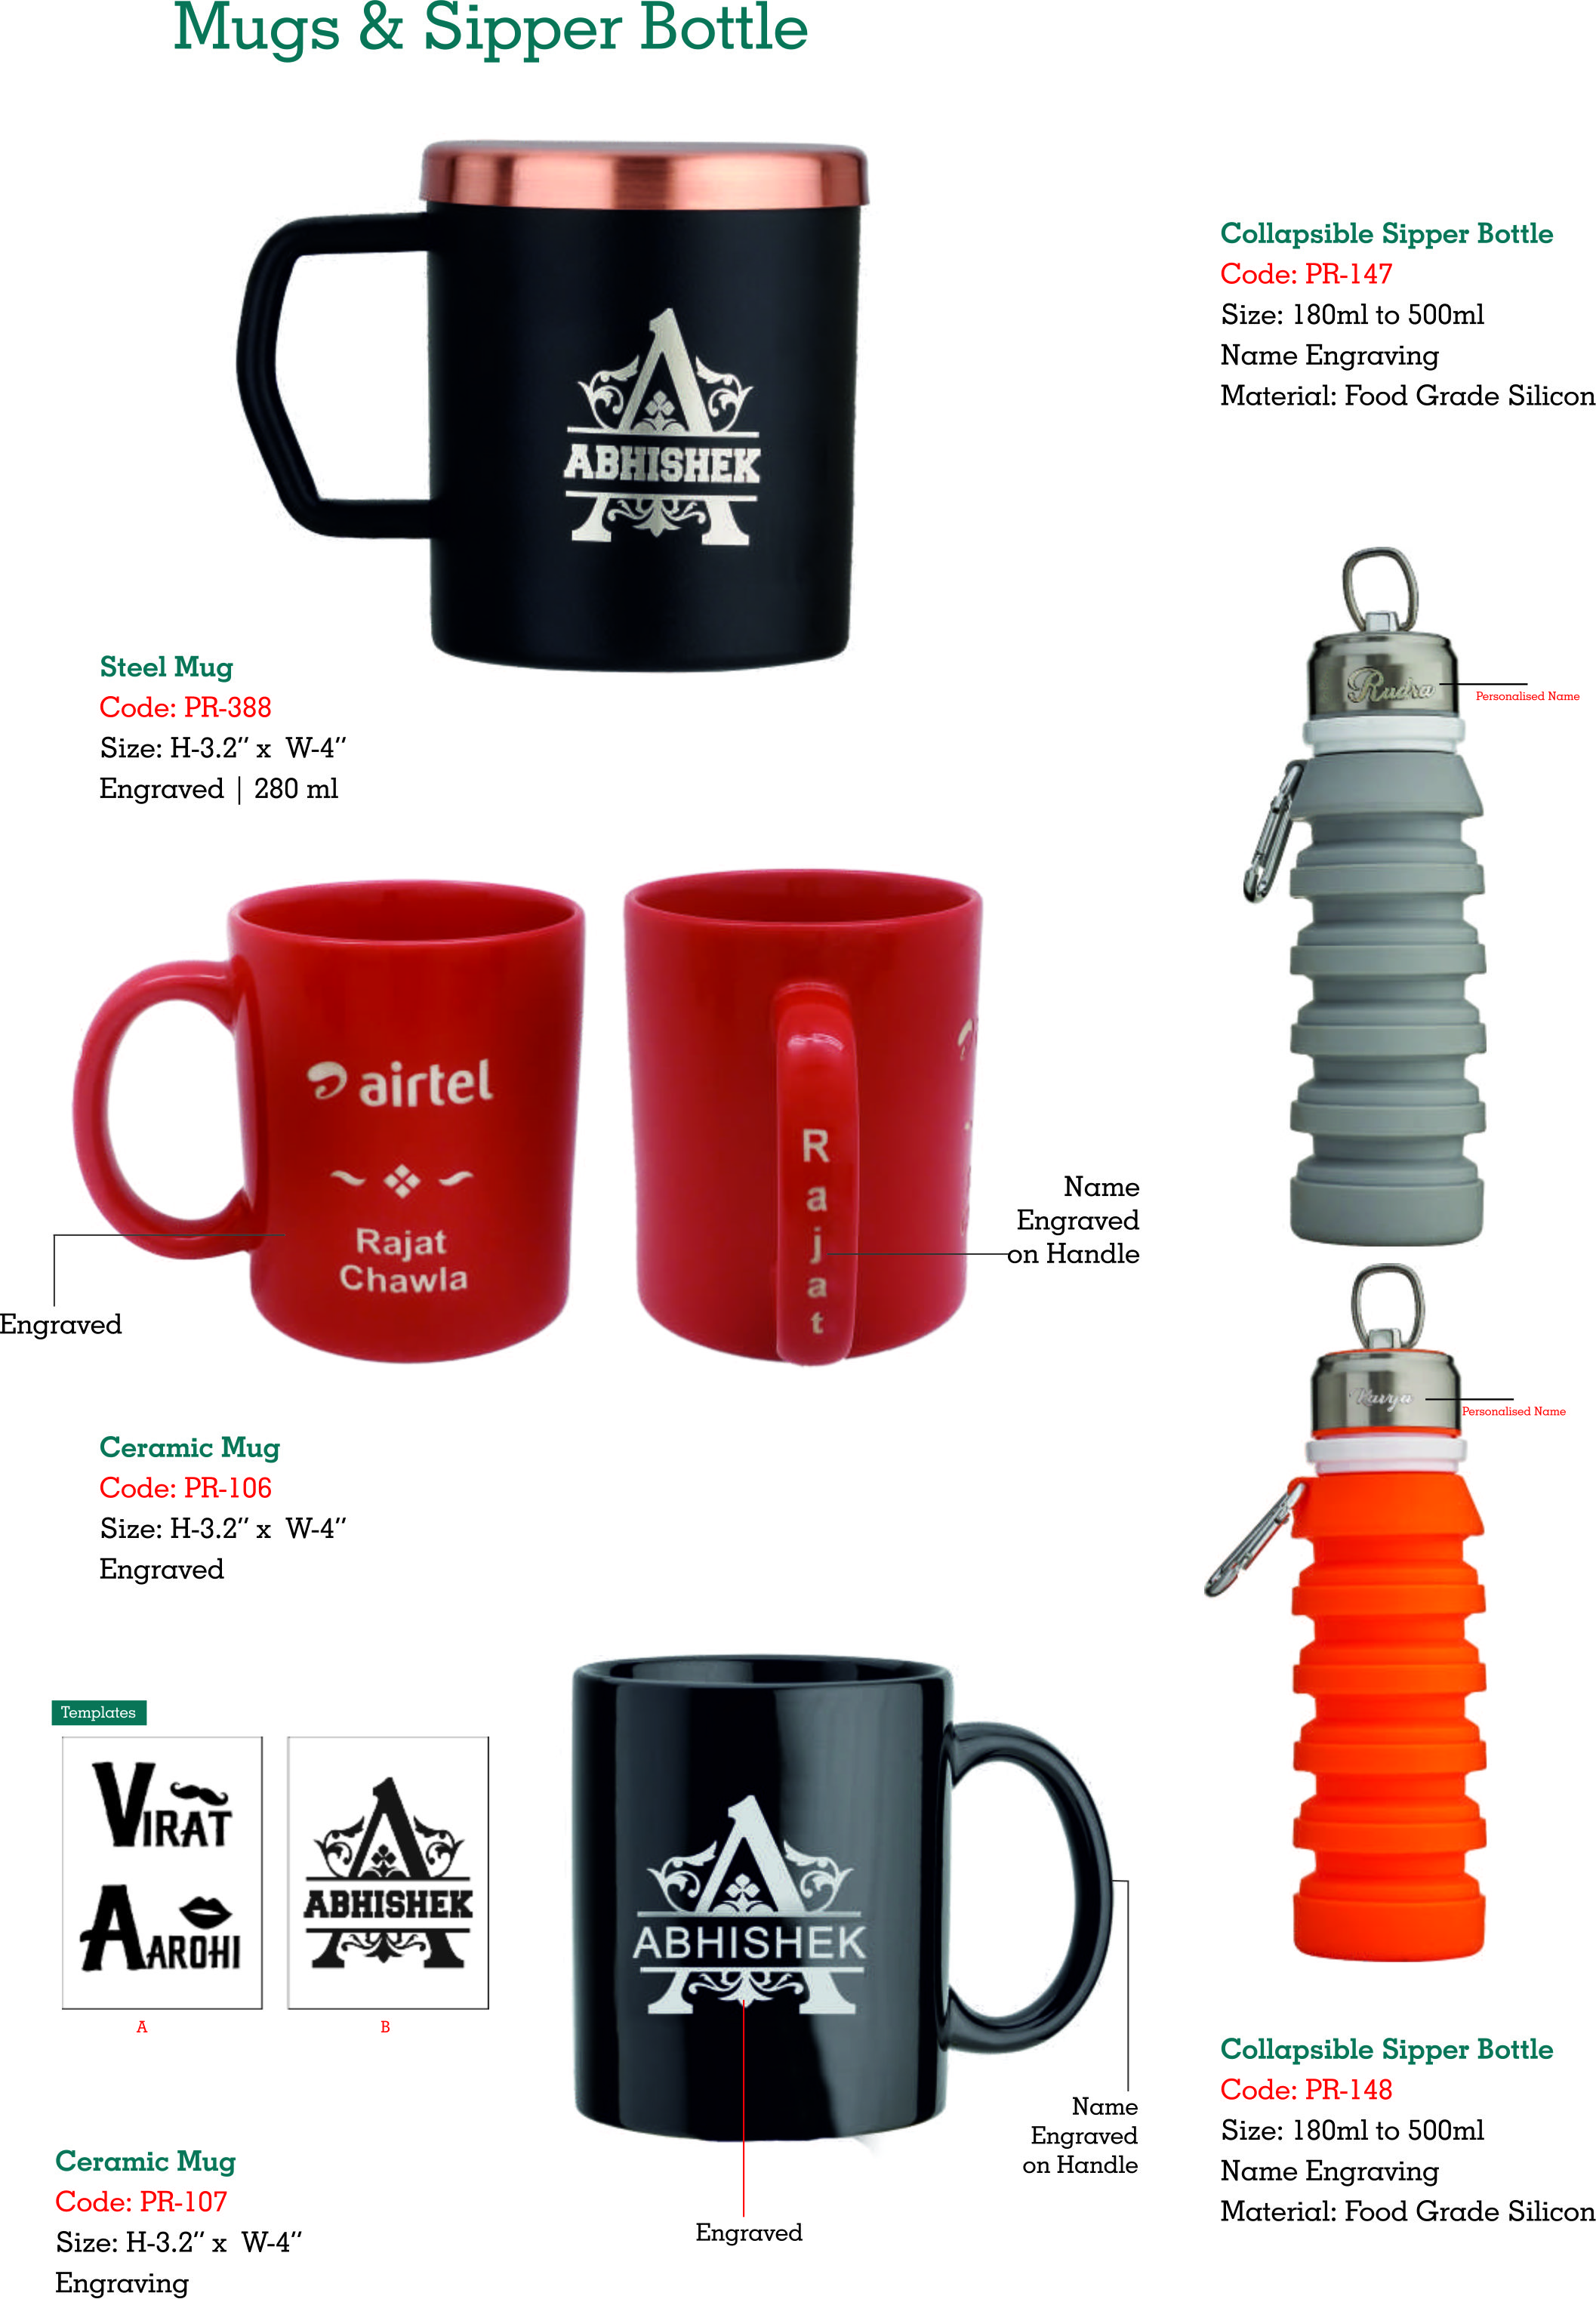 Mugs & Sipper Bottle
ABHISHEK
Steel Mug
Code: PR-388
Size: H-3.2" x W-4"
Engraved | 280 ml
Collapsible Sipper Bottle
Code: PR-147
Size: 180ml to 500ml
Name Engraving
Material: Food Grade Silicon
Rudra
Personalised Name
airtel
Rajat
Chawla
Engraved
R
a
j
a
t
Name
Engraved
on Handle
Ceramic Mug
Code: PR-106
Size: H-3.2" x W-4"
Engraved
Kavya
Personalised Name
Templates
VIRAT
AAROHI
A
A
ABHISHEK
B
A
ABHISHEK
Name
Engraved
on Handle
Engraved
Ceramic Mug
Code: PR-107
Size: H-3.2" x W-4"
Engraving
Collapsible Sipper Bottle
Code: PR-148
Size: 180ml to 500ml
Name Engraving
Material: Food Grade Silicon